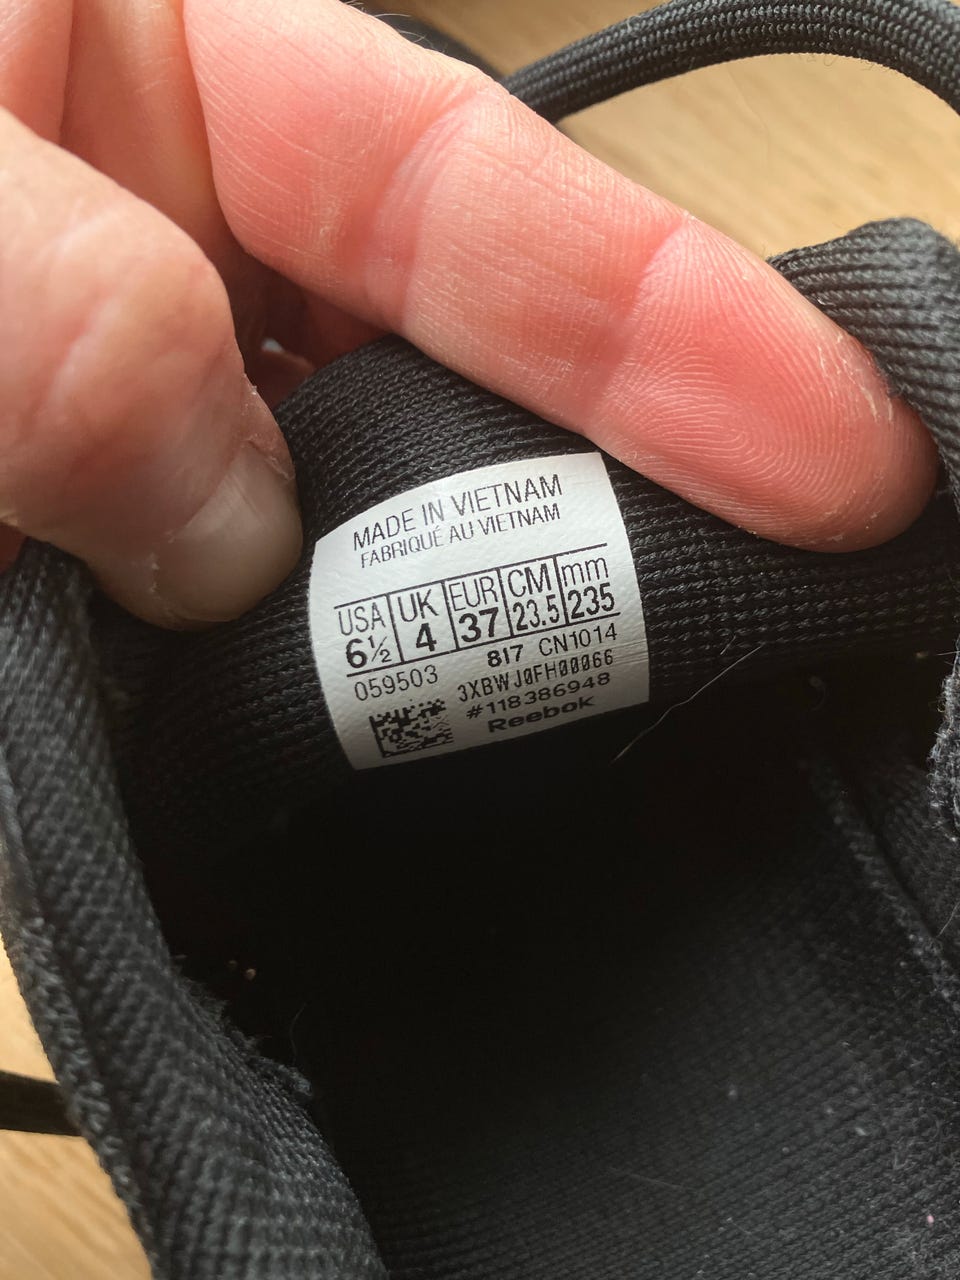 MADE IN VIETNAM
FABRIQUÉ AU VIETNAM
USA UK EUR CM mm
6½ 4 37 23.5 235
059503 817 CN1014
3XBWJ0FH00066
#118386948
Reebok